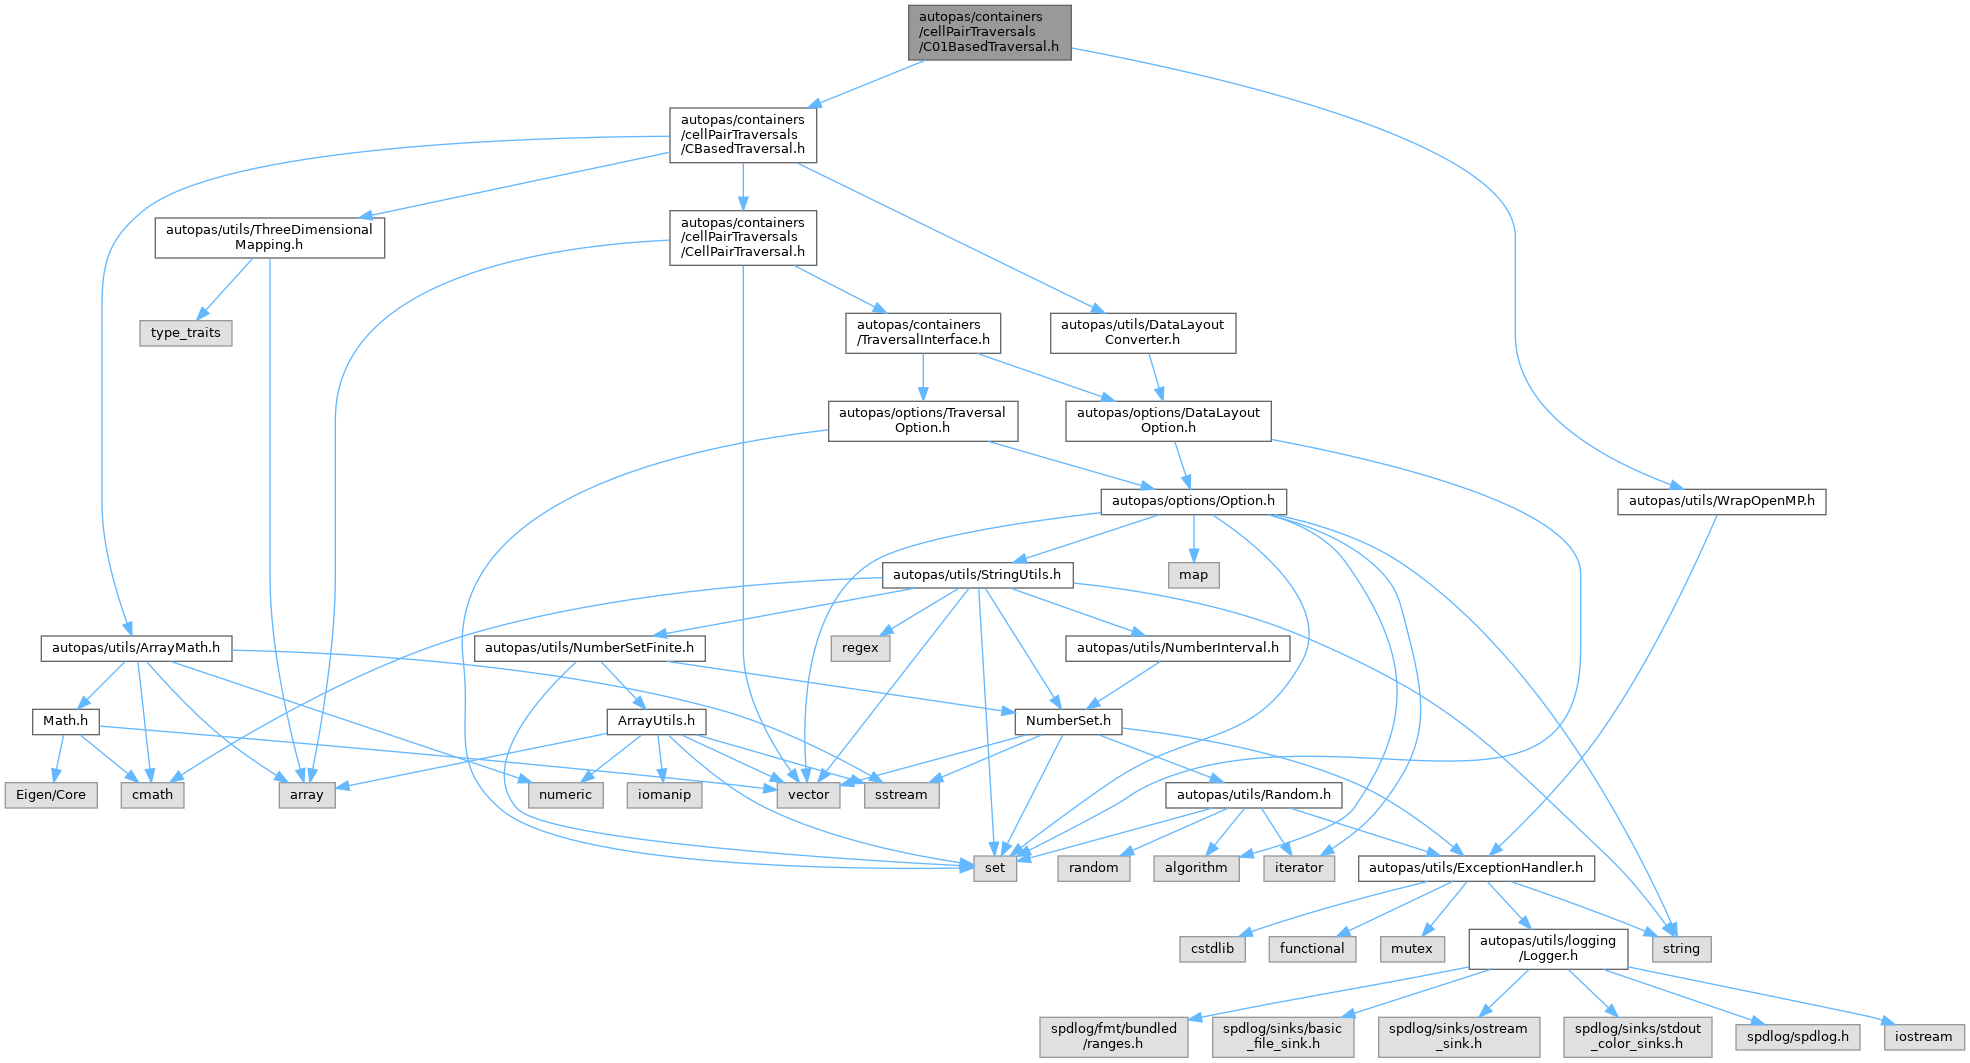 autopas/containers
/cellPairTraversals
/C01BasedTraversal.h
autopas/containers
/cellPairTraversals
/CBasedTraversal.h
autopas/utils/ThreeDimensional
Mapping.h
autopas/containers
/cellPairTraversals
/CellPairTraversal.h
type_traits
autopas/containers
/TraversalInterface.h
autopas/utils/DataLayout
Converter.h
autopas/options/Traversal
Option.h
autopas/options/DataLayout
Option.h
autopas/options/Option.h
autopas/utils/WrapOpenMP.h
autopas/utils/StringUtils.h
map
autopas/utils/ArrayMath.h
autopas/utils/NumberSetFinite.h
regex
autopas/utils/NumberInterval.h
Math.h
ArrayUtils.h
NumberSet.h
Eigen/Core
cmath
array
numeric
iomanip
vector
sstream
autopas/utils/Random.h
set
random
algorithm
iterator
autopas/utils/ExceptionHandler.h
cstdlib
functional
mutex
autopas/utils/logging
/Logger.h
string
spdlog/fmt/bundled
/ranges.h
spdlog/sinks/basic
_file_sink.h
spdlog/sinks/ostream
_sink.h
spdlog/sinks/stdout
_color_sinks.h
spdlog/spdlog.h
iostream